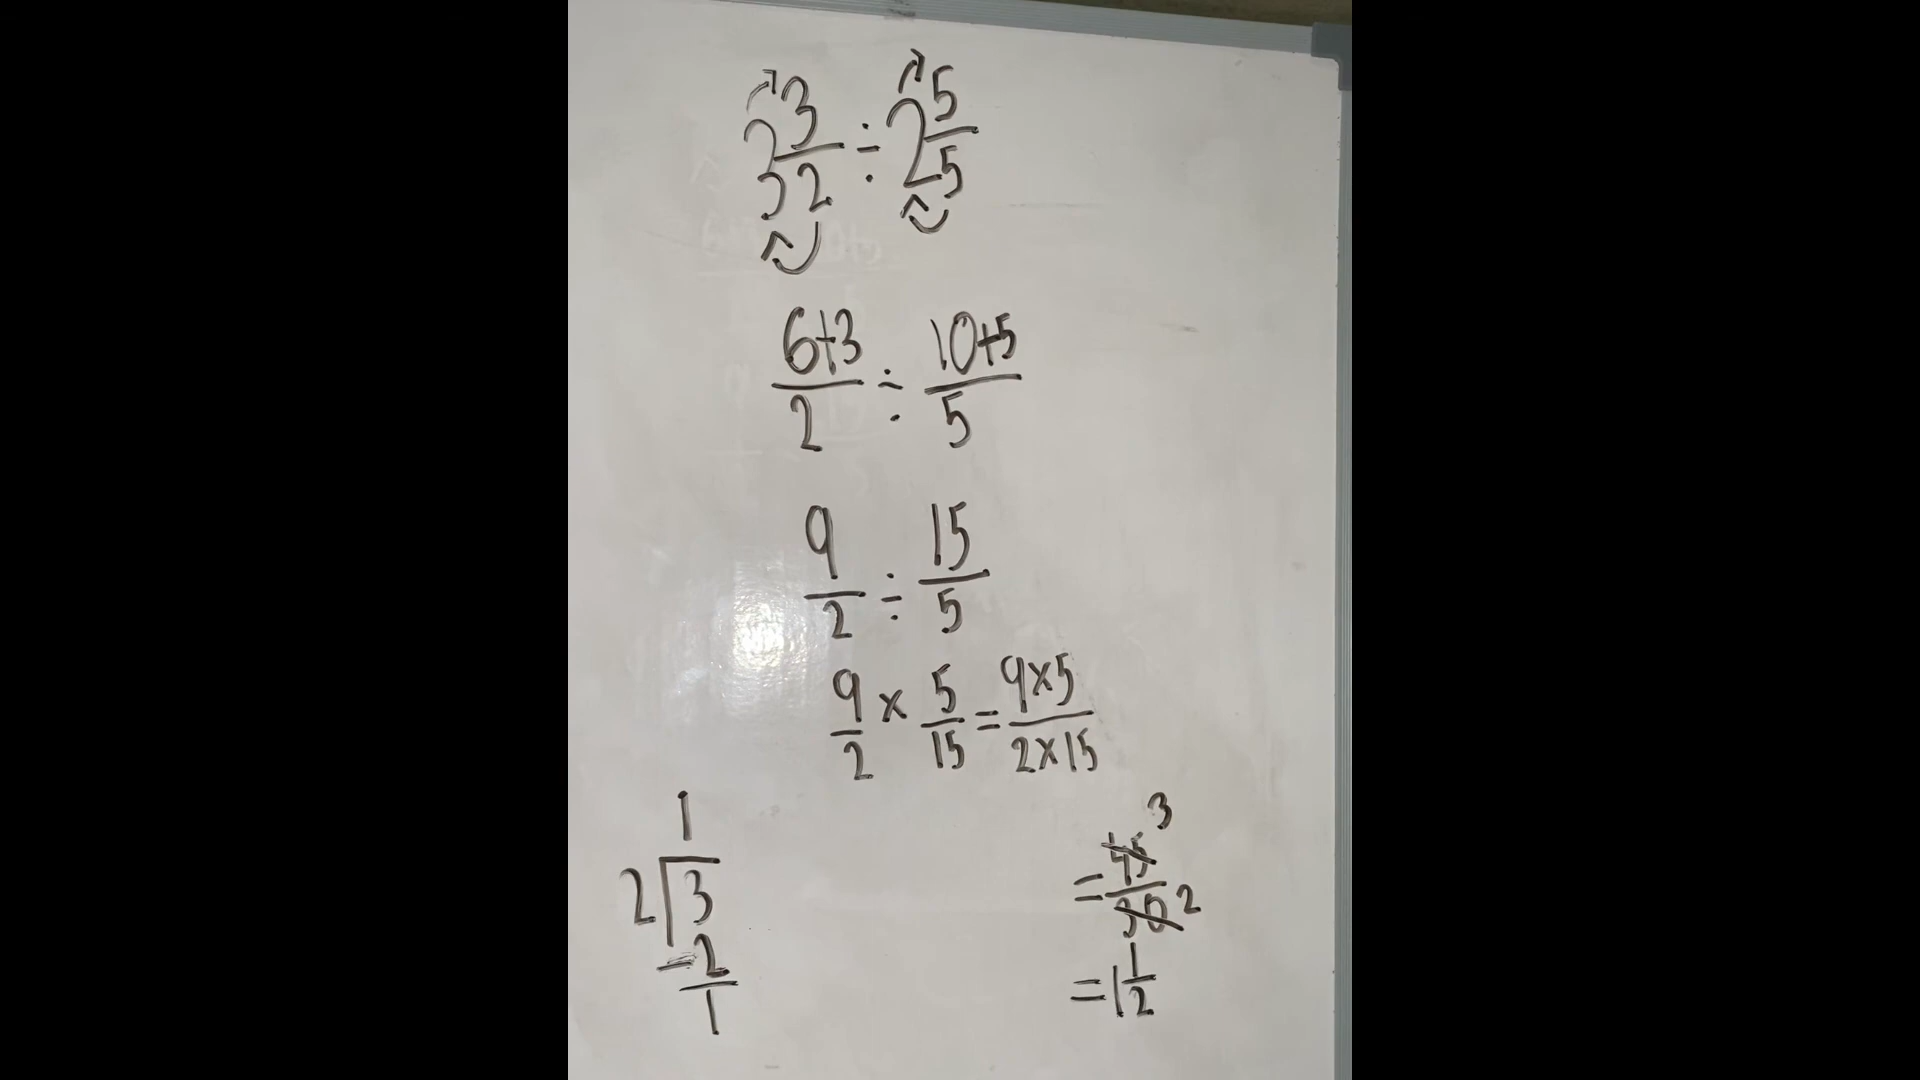 3 3/2 ÷ 2 5/5
6+3/2 ÷ 10+5/5
9/2 ÷ 15/5
9/2 × 5/15 = 9×5/2×15
= 45/30 3 2
= 1 1/2
1
2 3
-2
1